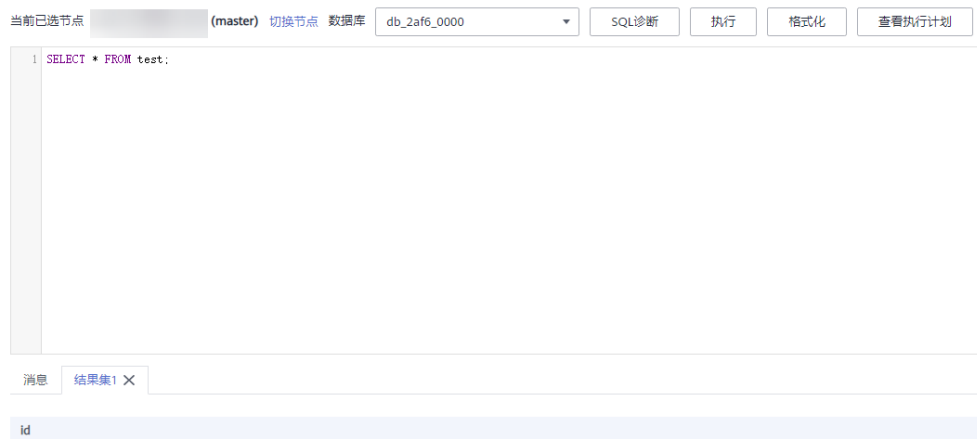 当前已选节点 (master) 切换节点 数据库 db_2af6_0000 SQL诊断 执行 格式化 查看执行计划
1 SELECT * FROM test;
消息 结果集1
id